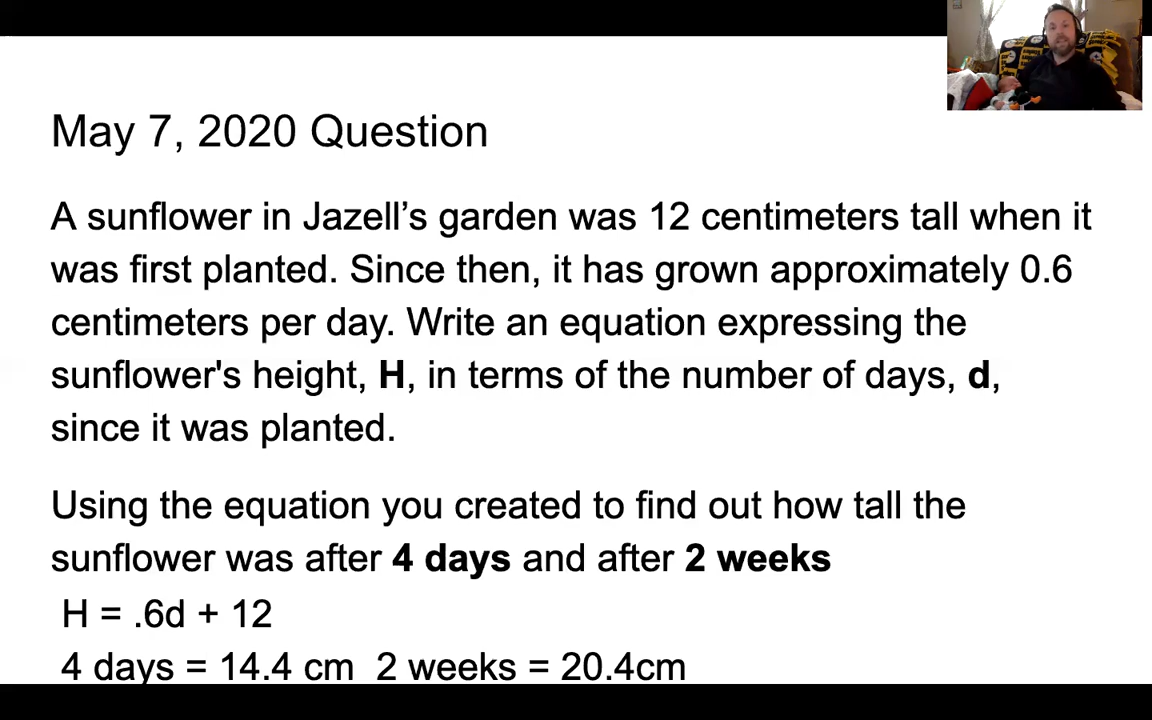 May 7, 2020 Question
A sunflower in Jazell’s garden was 12 centimeters tall when it
was first planted. Since then, it has grown approximately 0.6
centimeters per day. Write an equation expressing the
sunflower's height, H, in terms of the number of days, d,
since it was planted.
Using the equation you created to find out how tall the
sunflower was after 4 days and after 2 weeks
H = .6d + 12
4 days = 14.4 cm  2 weeks = 20.4cm